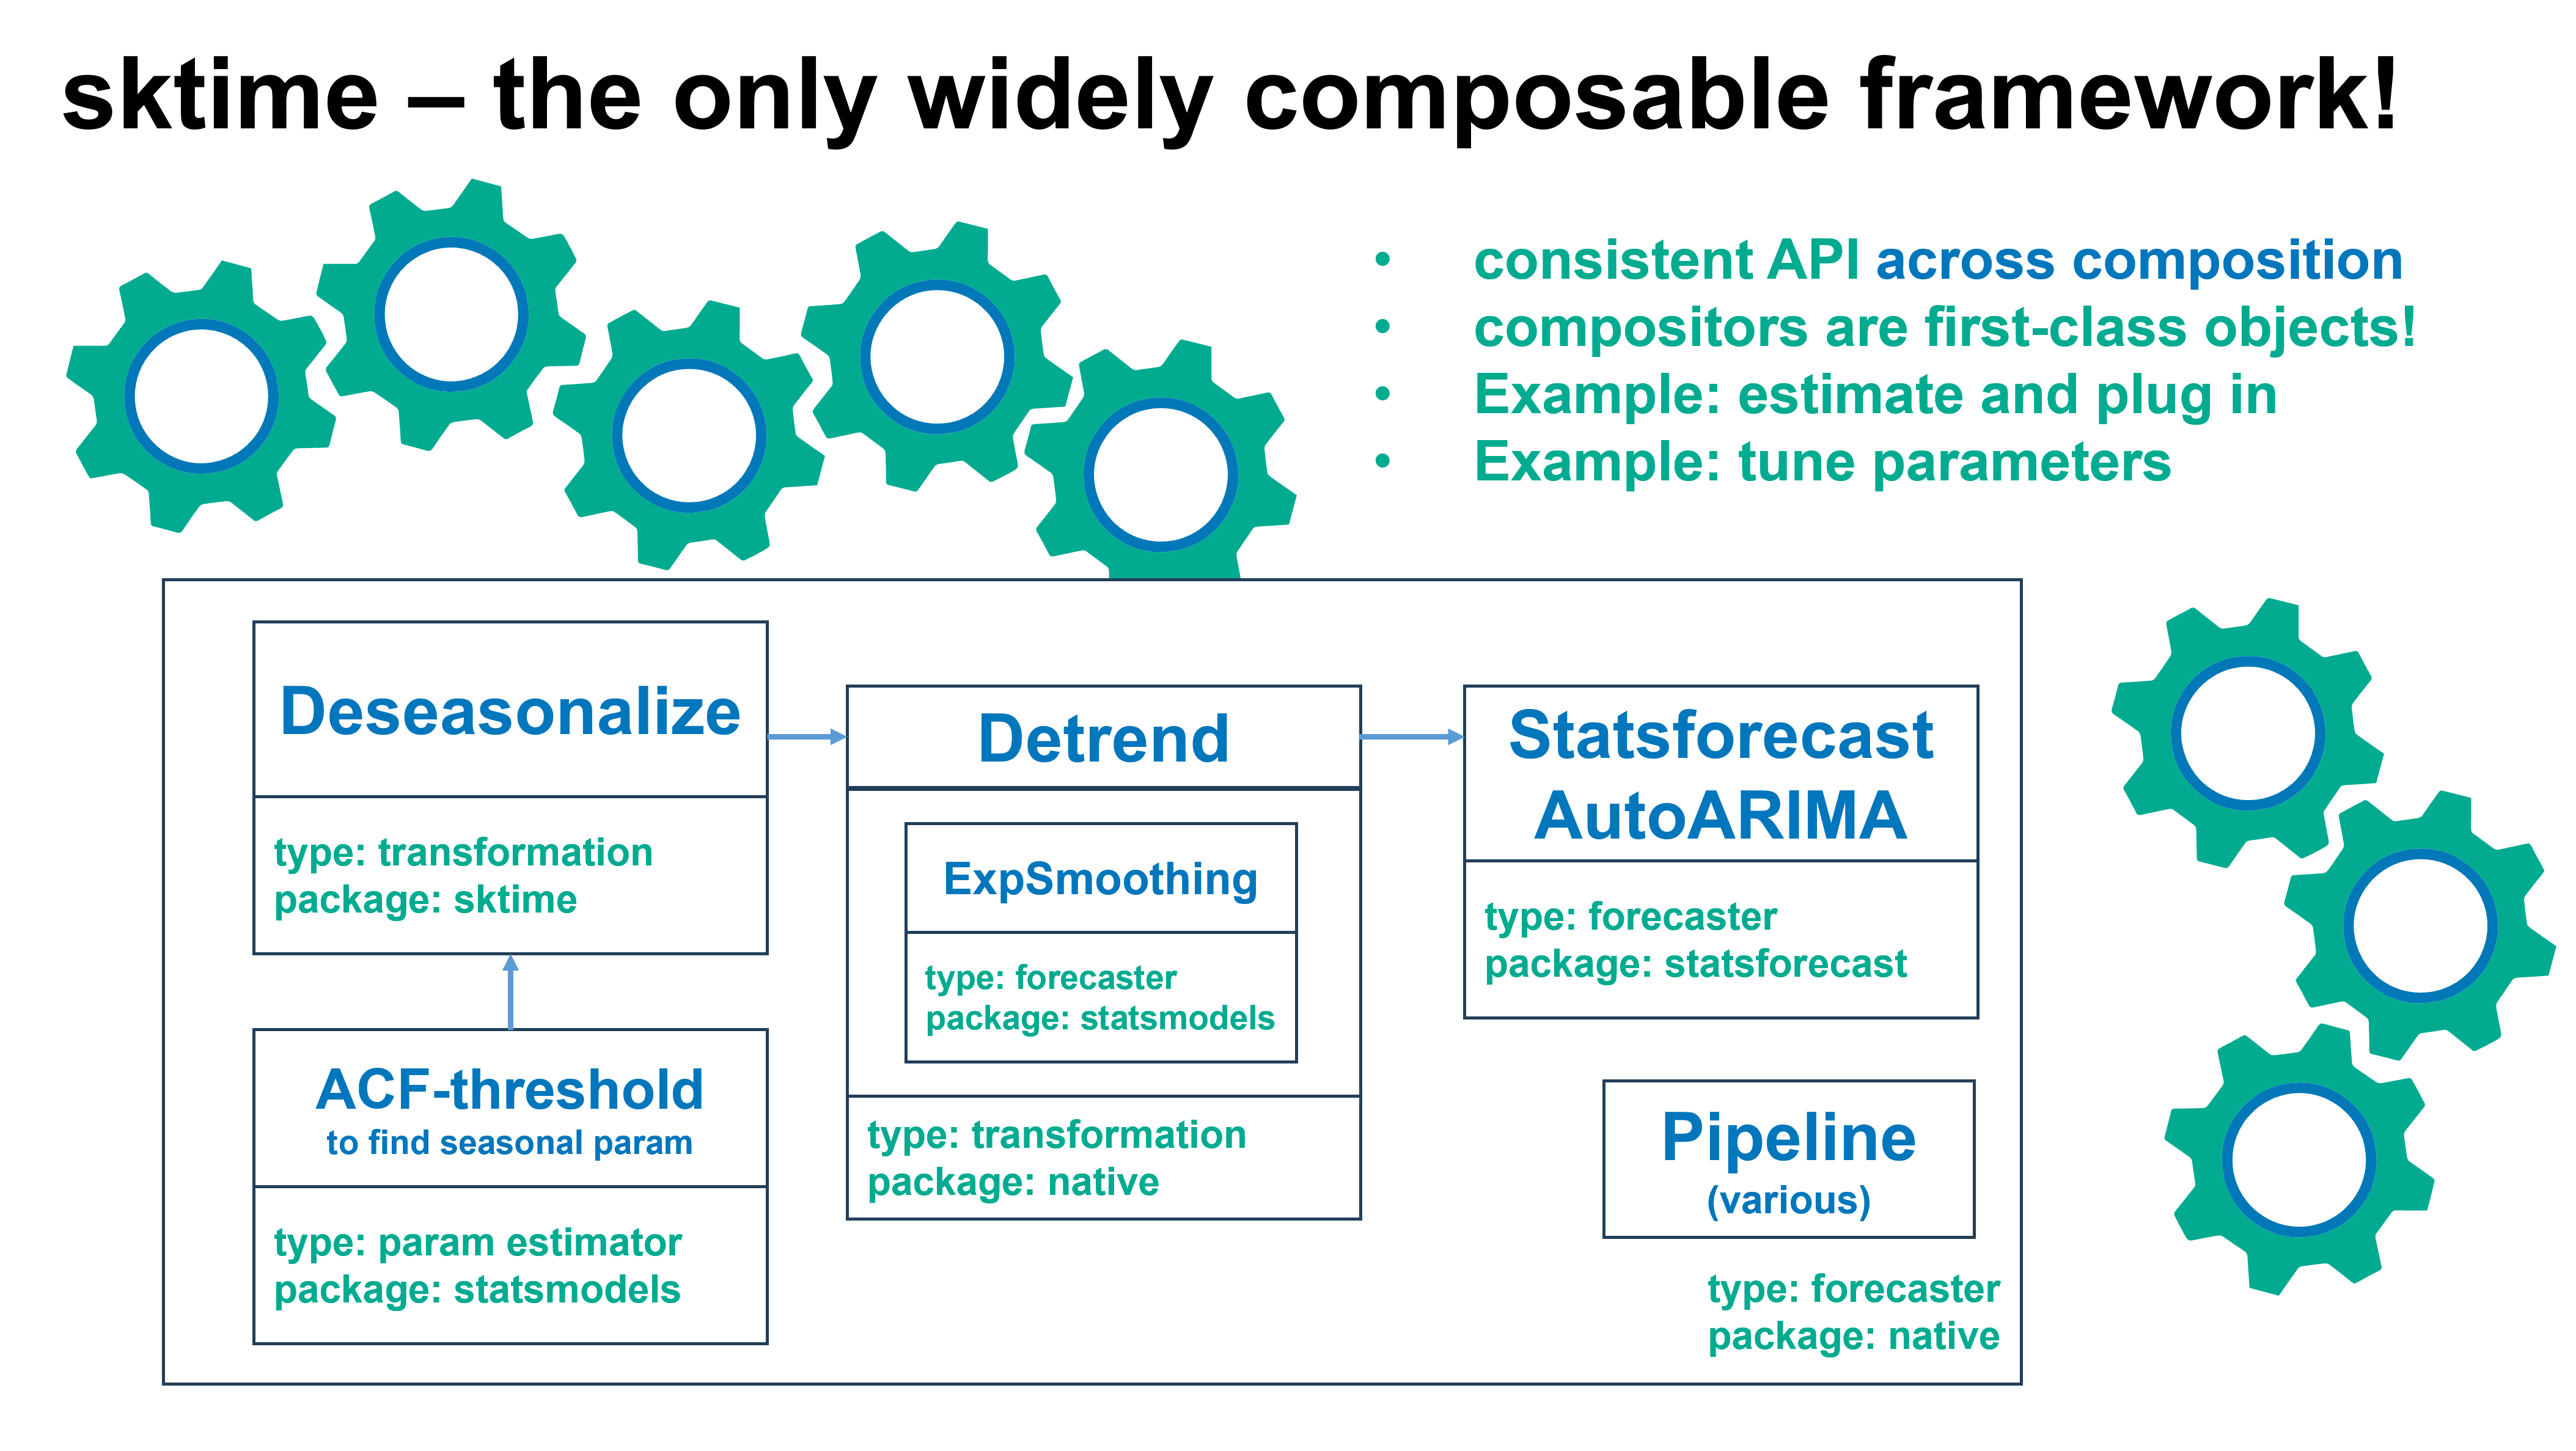 sktime – the only widely composable framework!
• consistent API across composition
• compositors are first-class objects!
• Example: estimate and plug in
• Example: tune parameters
Deseasonalize
type: transformation
package: sktime
ACF-threshold
to find seasonal param
type: param estimator
package: statsmodels
Detrend
ExpSmoothing
type: forecaster
package: statsmodels
type: transformation
package: native
Statsforecast
AutoARIMA
type: forecaster
package: statsforecast
Pipeline
(various)
type: forecaster
package: native